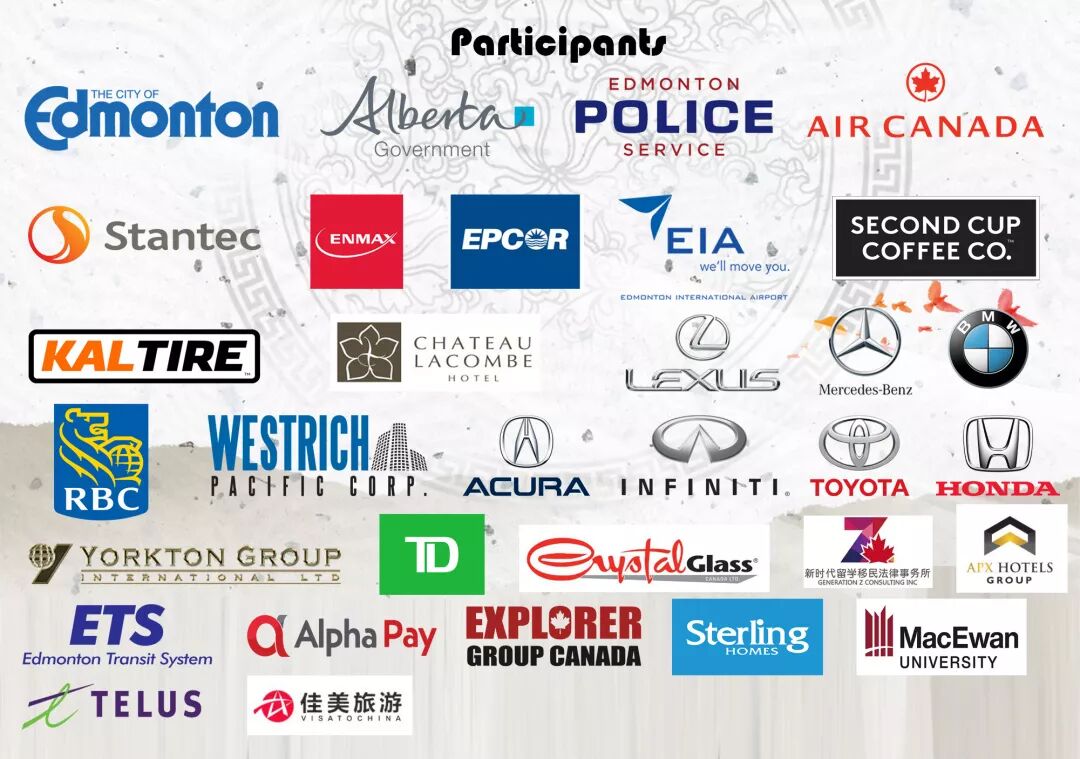 Participants
THE CITY OF
Edmonton
Alberta
Government
EDMONTON
POLICE
SERVICE
AIR CANADA
Stantec
ENMAX
EPCOR
EIA
we'll move you.
EDMONTON INTERNATIONAL AIRPORT
SECOND CUP
COFFEE CO.™
KALTIRE™
CHATEAU
LACOMBE
HOTEL
LEXUS
Mercedes-Benz
BMW
RBC
WESTRICH
PACIFIC CORP.
ACURA
INFINITI®
TOYOTA
HONDA
YORKTON GROUP
INTERNATIONAL LTD
TD
Crystal Glass®
CANADA LTD.
Z
新时代留学移民法律事务所
GENERATION Z CONSULTING INC
APX HOTELS
GROUP
ETS
Edmonton Transit System
Alpha Pay
EXPLORER
GROUP CANADA
Sterling
HOMES
MacEwan
UNIVERSITY
TELUS
佳美旅游
VISATOCHINA